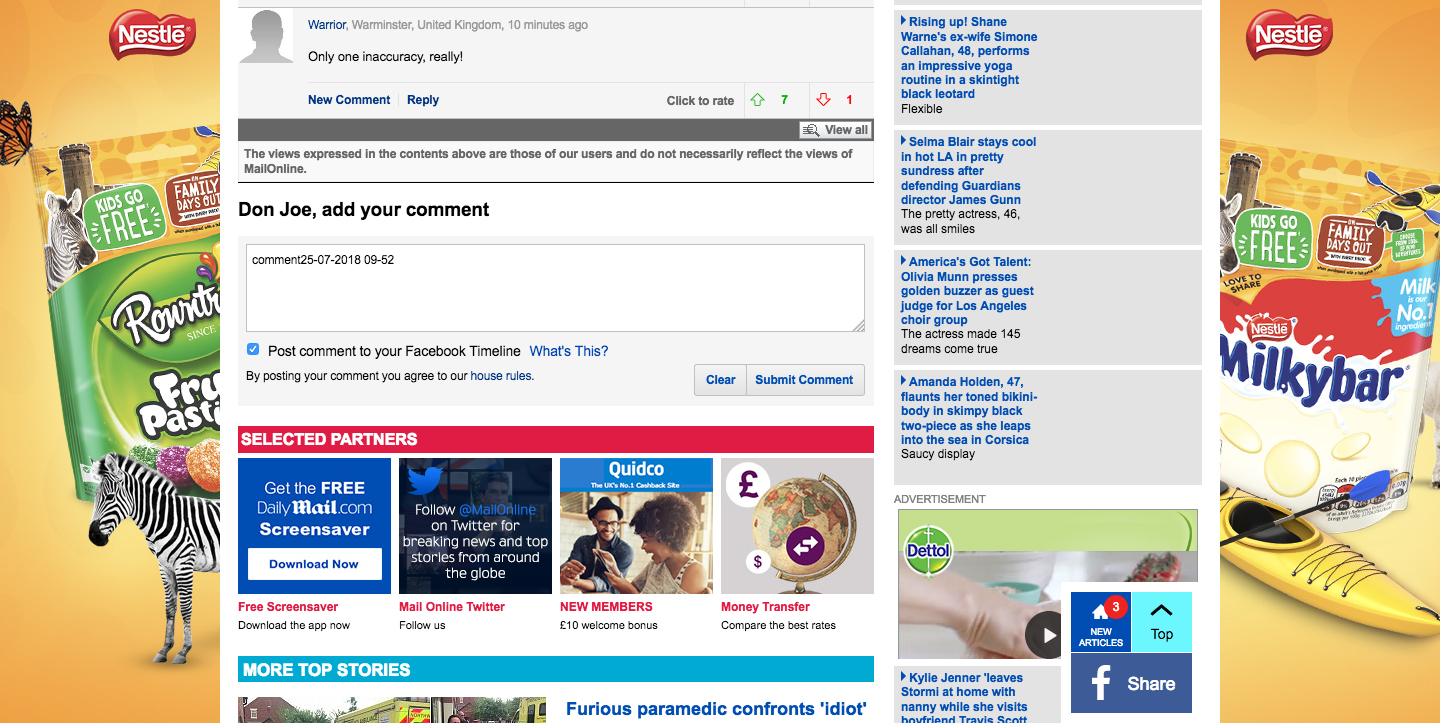 Nestlé
KIDS GO
FREE
ON
FAMILY
DAYS OUT
WITH EVERY PACK
SINCE
Warrior, Warminster, United Kingdom, 10 minutes ago
Only one inaccuracy, really!
New Comment
Reply
Click to rate
7
1
View all
The views expressed in the contents above are those of our users and do not necessarily reflect the views of
MailOnline.
Don Joe, add your comment
comment25-07-2018 09-52
Post comment to your Facebook Timeline What's This?
By posting your comment you agree to our house rules.
Clear
Submit Comment
SELECTED PARTNERS
Get the FREE
DailyMail.com
Screensaver
Download Now
Free Screensaver
Download the app now
Follow @MailOnline
on Twitter for
breaking news and top
stories from around
the globe
Mail Online Twitter
Follow us
Quidco
The UK's No.1 Cashback Site
NEW MEMBERS
£10 welcome bonus
£
$
Money Transfer
Compare the best rates
MORE TOP STORIES
Furious paramedic confronts 'idiot'
Rising up! Shane
Warne's ex-wife Simone
Callahan, 48, performs
an impressive yoga
routine in a skintight
black leotard
Flexible
Selma Blair stays cool
in hot LA in pretty
sundress after
defending Guardians
director James Gunn
The pretty actress, 46,
was all smiles
America's Got Talent:
Olivia Munn presses
golden buzzer as guest
judge for Los Angeles
choir group
The actress made 145
dreams come true
Amanda Holden, 47,
flaunts her toned bikini-
body in skimpy black
two-piece as she leaps
into the sea in Corsica
Saucy display
ADVERTISEMENT
Dettol
3
NEW
ARTICLES
Top
Share
Kylie Jenner 'leaves
Stormi at home with
nanny while she visits
boyfriend Travis Scott
Nestlé
KIDS GO
FREE
ON
FAMILY
DAYS OUT
WITH EVERY PACK
LOVE TO
SHARE
Milk
is our
No.1
ingredient
Nestlé
Milkybar